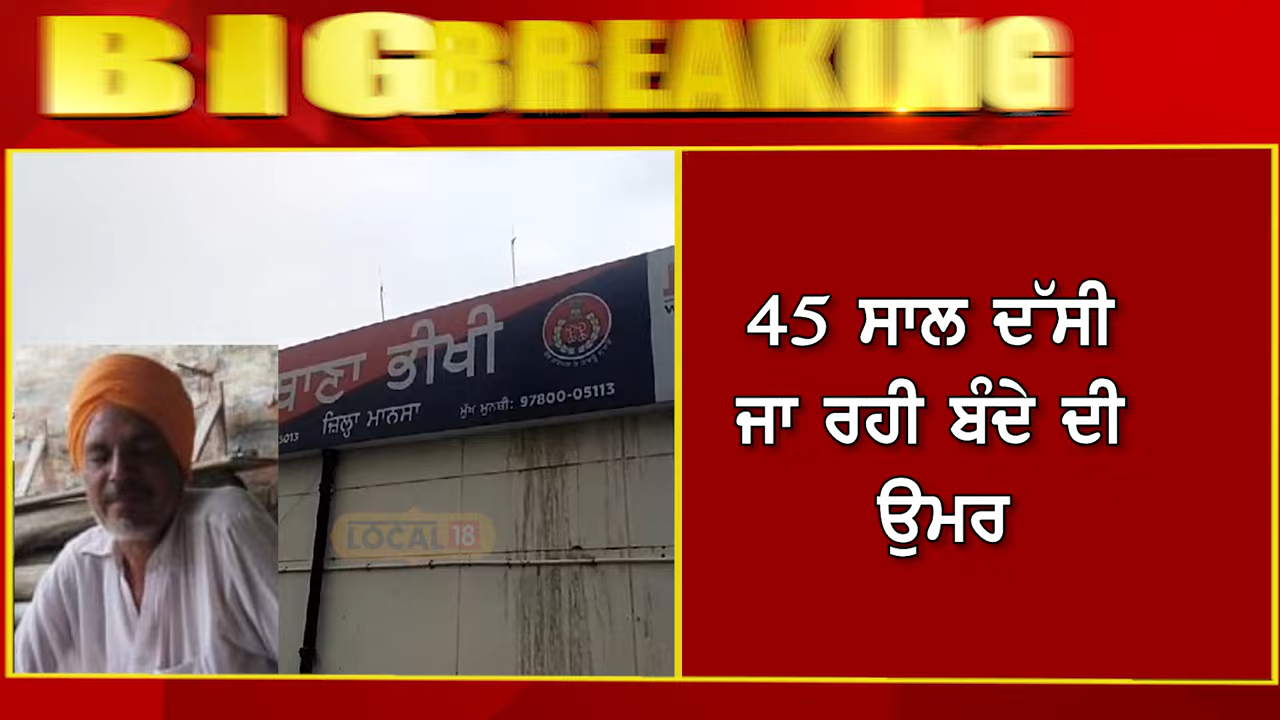 BIG BREAKING
ਥਾਣਾ ਭੀਖੀ
ਜ਼ਿਲ੍ਹਾ ਮਾਨਸਾ
ਮੁੱਖ ਮੁਨਸ਼ੀ: 97800-05113
LOCAL 18
45 ਸਾਲ ਦੱਸੀ
ਜਾ ਰਹੀ ਬੰਦੇ ਦੀ
ਉਮਰ